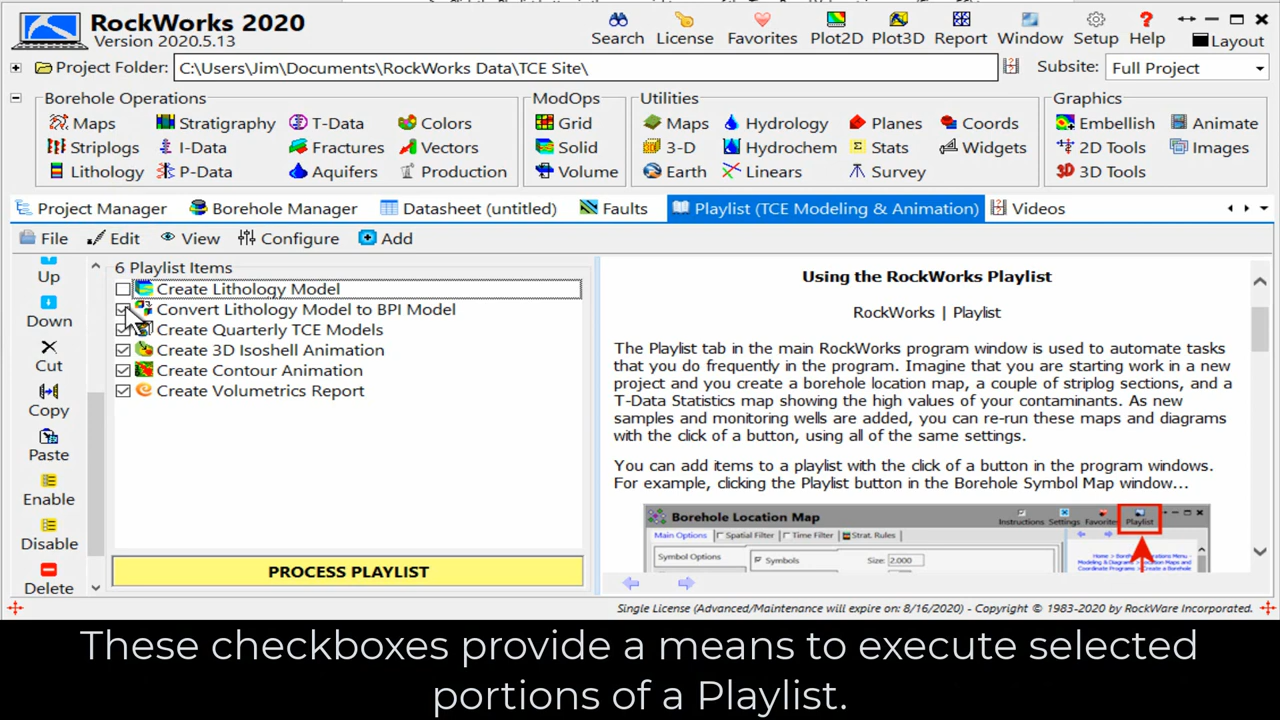 RockWorks 2020
Version 2020.5.13
Search License Favorites Plot2D Plot3D Report Window Setup Help Layout
Project Folder: C:\Users\Jim\Documents\RockWorks Data\TCE Site\ Subsite: Full Project
Borehole Operations ModOps Utilities Graphics
Maps Stratigraphy T-Data Colors Grid Maps Hydrology Planes Coords Embellish Animate
Striplogs I-Data Fractures Vectors Solid 3-D Hydrochem Stats Widgets 2D Tools Images
Lithology P-Data Aquifers Production Volume Earth Linears Survey 3D Tools
Project Manager Borehole Manager Datasheet (untitled) Faults Playlist (TCE Modeling & Animation) Videos
File Edit View Configure Add
Up
Down
Cut
Copy
Paste
Enable
Disable
Delete
6 Playlist Items
Create Lithology Model
Convert Lithology Model to BPI Model
Create Quarterly TCE Models
Create 3D Isoshell Animation
Create Contour Animation
Create Volumetrics Report
PROCESS PLAYLIST
Using the RockWorks Playlist
RockWorks | Playlist
The Playlist tab in the main RockWorks program window is used to automate tasks
that you do frequently in the program. Imagine that you are starting work in a new
project and you create a borehole location map, a couple of striplog sections, and a
T-Data Statistics map showing the high values of your contaminants. As new
samples and monitoring wells are added, you can re-run these maps and diagrams
with the click of a button, using all of the same settings.
You can add items to a playlist with the click of a button in the program windows.
For example, clicking the Playlist button in the Borehole Symbol Map window...
Borehole Location Map
Instructions Settings Favorites Playlist
Main Options Spatial Filter Time Filter Strat. Rules
Symbol Options Symbols Size: 2.000
Single License (Advanced/Maintenance will expire on: 8/16/2020) - Copyright © 1983-2020 by RockWare Incorporated.
These checkboxes provide a means to execute selected
portions of a Playlist.